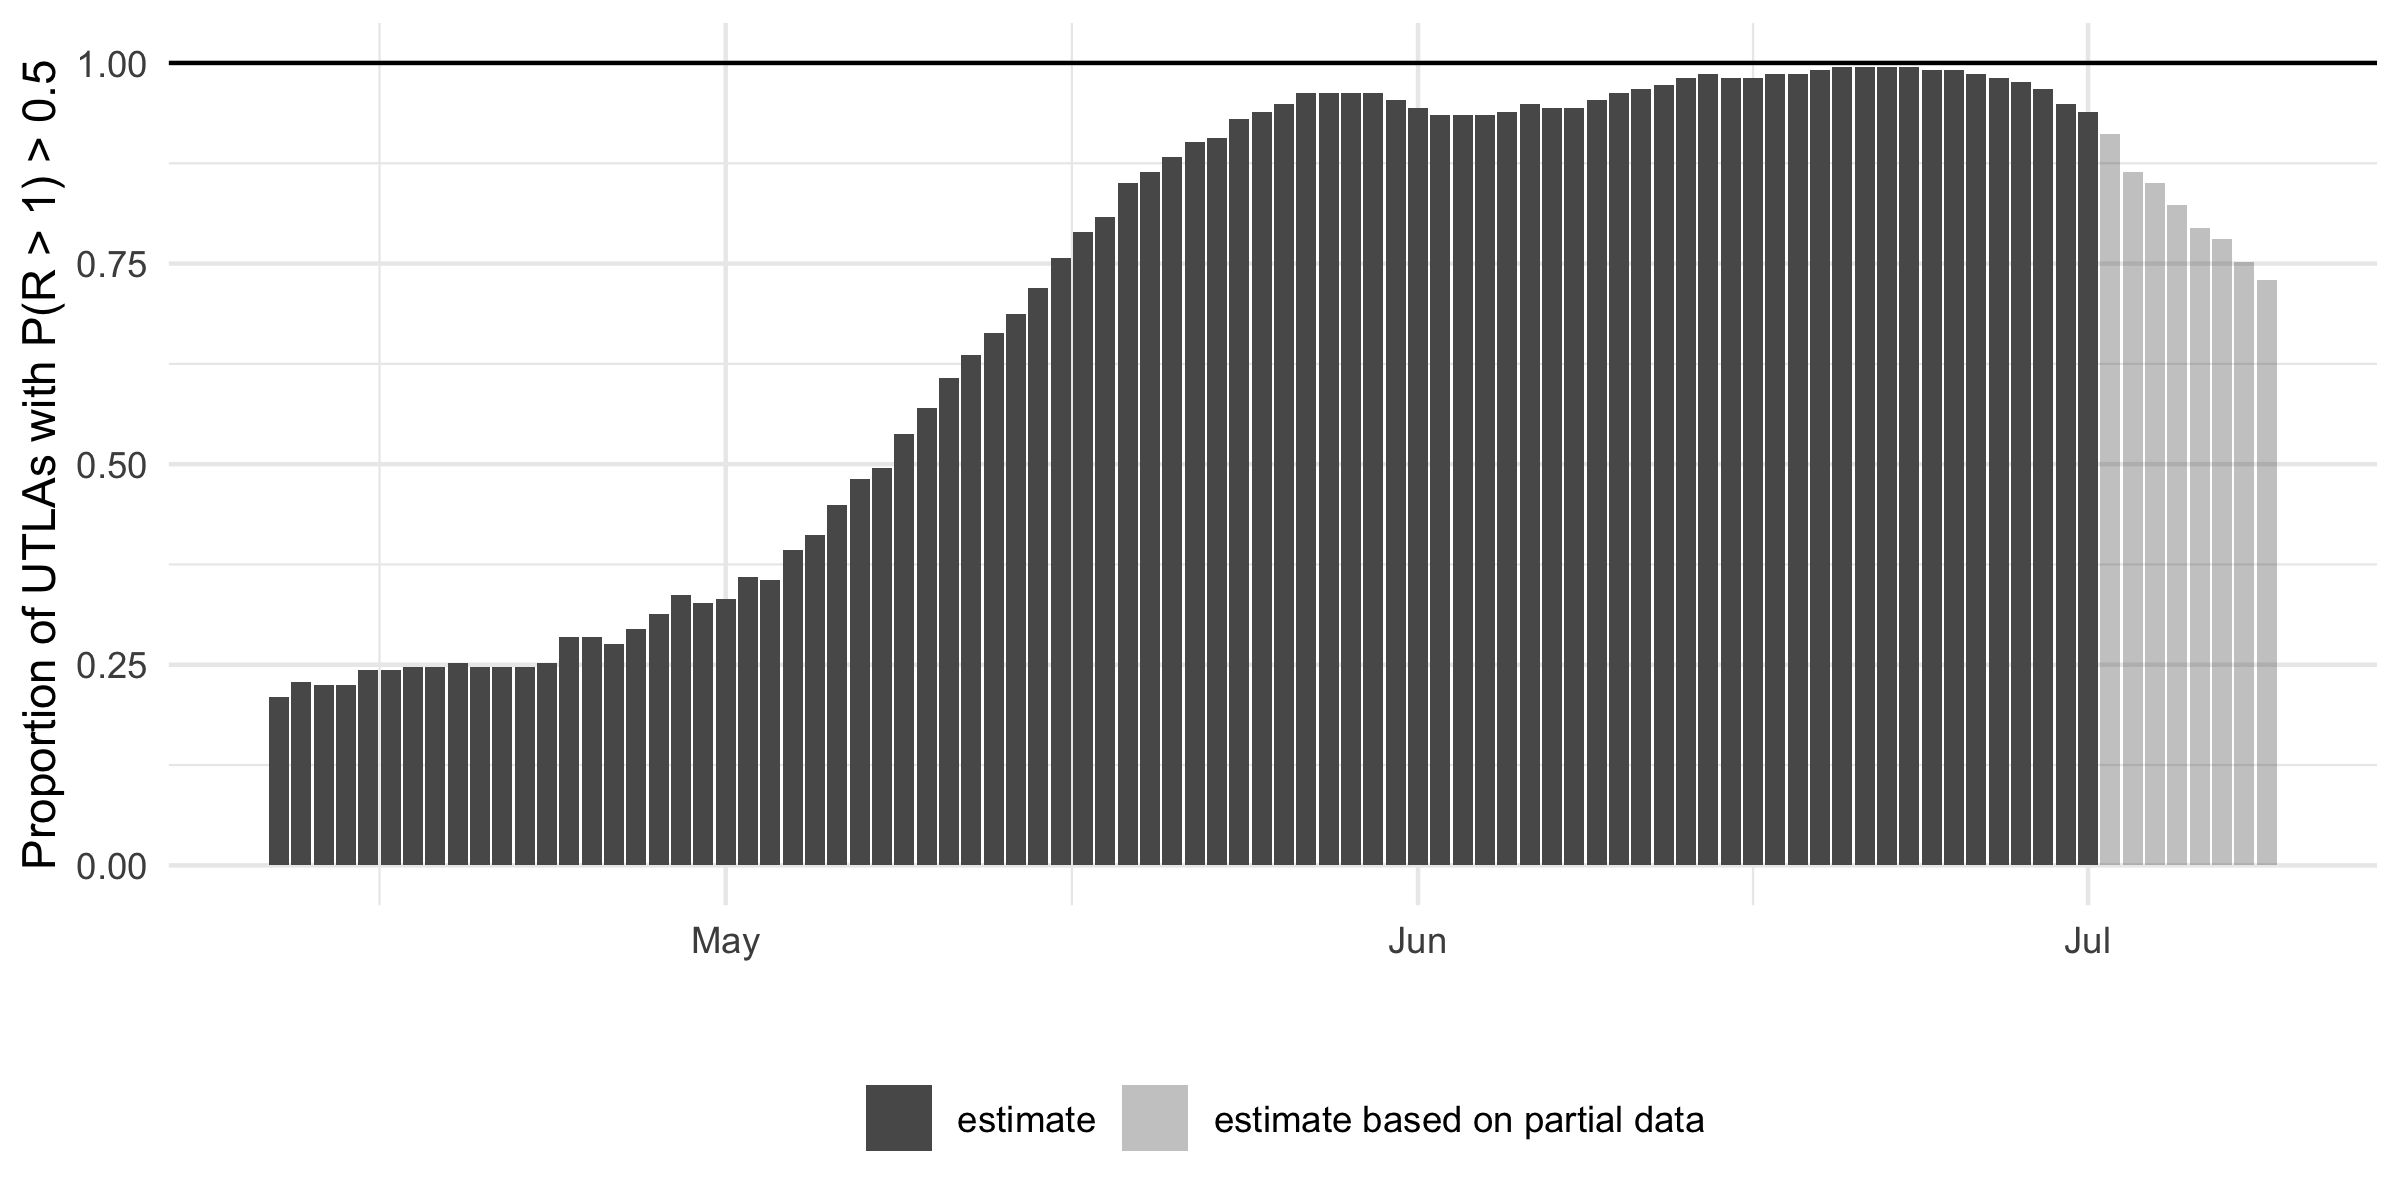 Proportion of UTLAs with P(R > 1) > 0.5
1.00
0.75
0.50
0.25
0.00
May Jun Jul
estimate estimate based on partial data